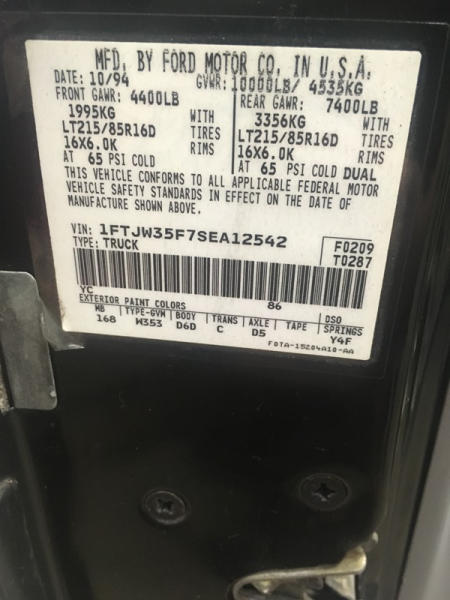 MFD. BY FORD MOTOR CO. IN U.S.A.
DATE: 10/94 GVWR: 10000LB/ 4535KG
FRONT GAWR: 4400LB REAR GAWR: 7400LB
1995KG WITH 3356KG WITH
LT215/85R16D TIRES LT215/85R16D TIRES
16X6.0K RIMS 16X6.0K RIMS
AT 65 PSI COLD AT 65 PSI COLD DUAL
THIS VEHICLE CONFORMS TO ALL APPLICABLE FEDERAL MOTOR
VEHICLE SAFETY STANDARDS IN EFFECT ON THE DATE OF
MANUFACTURE SHOWN ABOVE.
VIN: 1FTJW35F7SEA12542 F0209
TYPE: TRUCK T0287
YC 86
EXTERIOR PAINT COLORS DSO
WB TYPE-GVW BODY TRANS AXLE TAPE SPRINGS
168 W353 D6D C D5 Y4F
F0TA-15204A10-AA